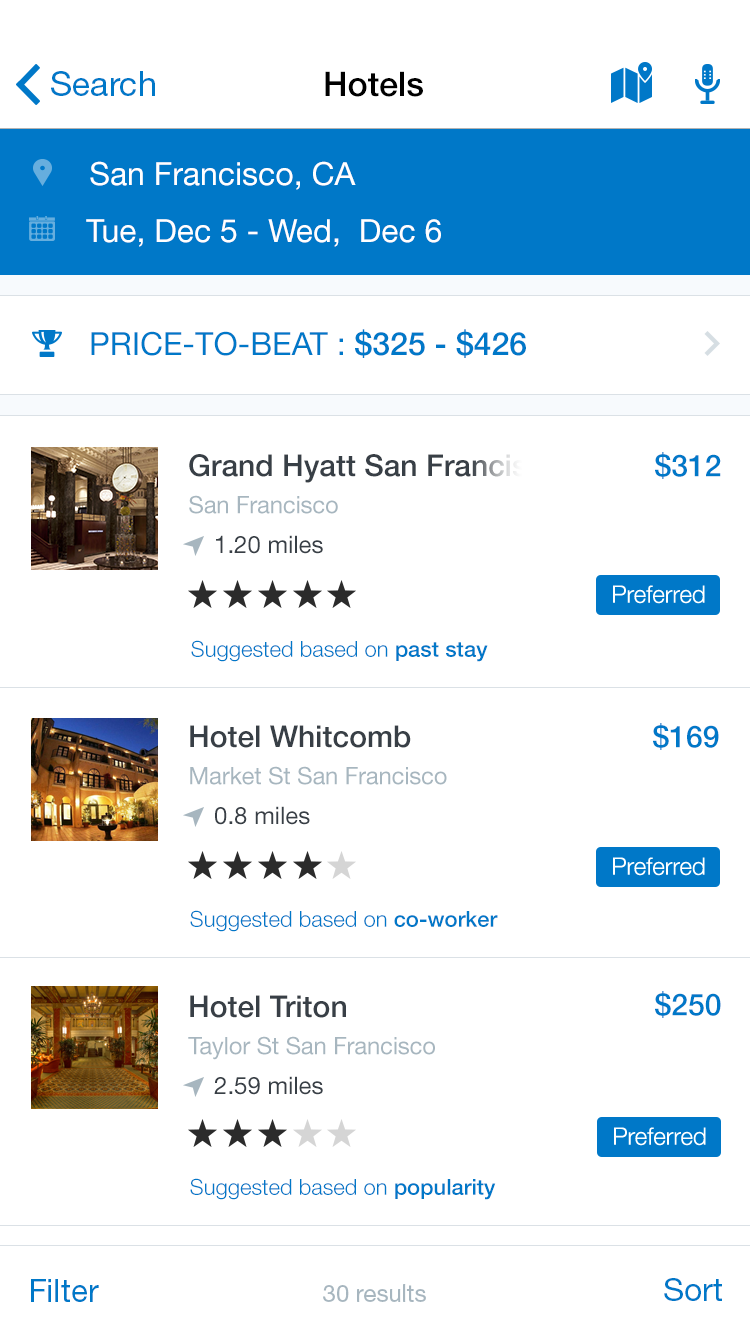 Search
Hotels
San Francisco, CA
Tue, Dec 5 - Wed, Dec 6
PRICE-TO-BEAT : $325 - $426
Grand Hyatt San Francis
$312
San Francisco
1.20 miles
Preferred
Suggested based on past stay
Hotel Whitcomb
$169
Market St San Francisco
0.8 miles
Preferred
Suggested based on co-worker
Hotel Triton
$250
Taylor St San Francisco
2.59 miles
Preferred
Suggested based on popularity
Filter
30 results
Sort